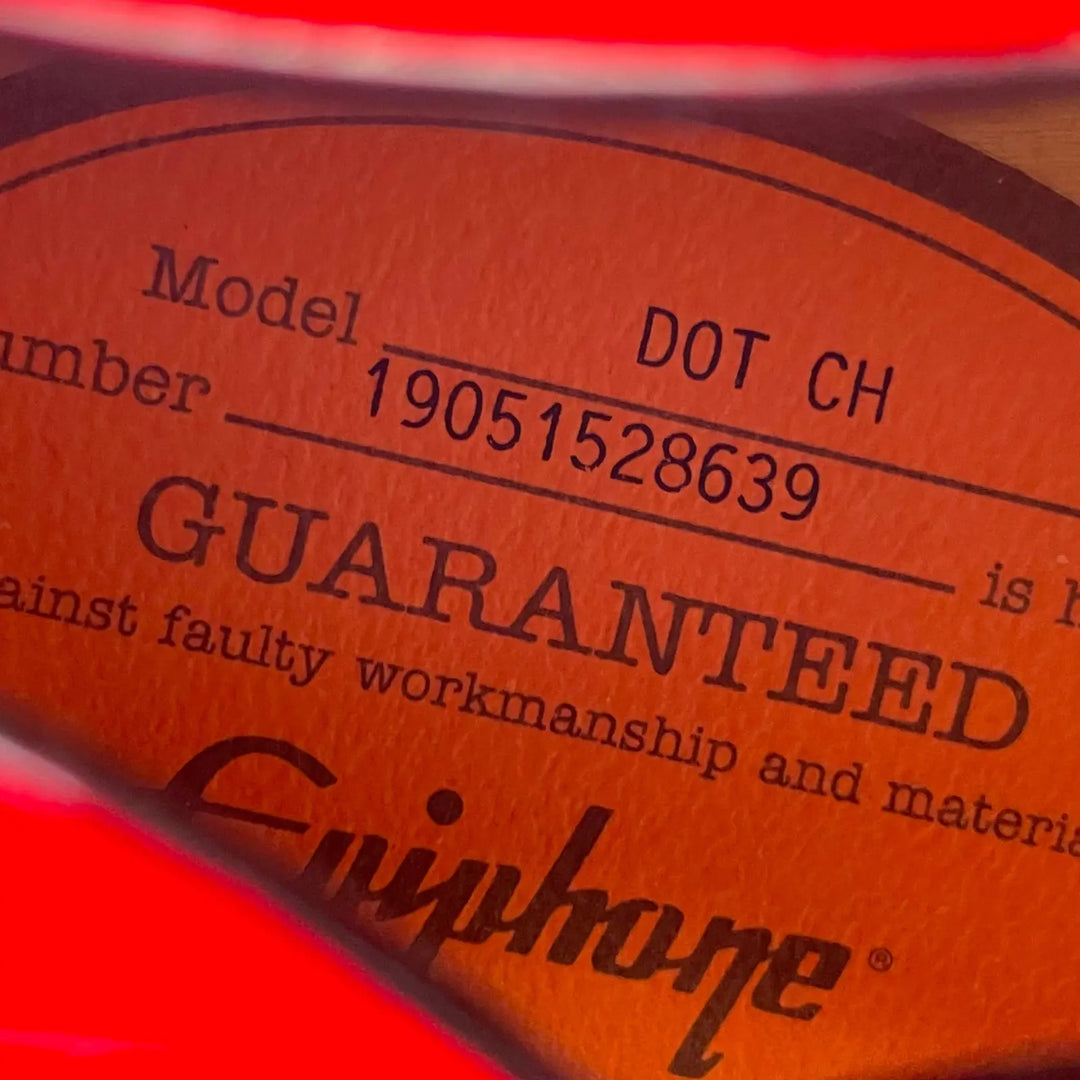 Model DOT CH
umber 19051528639 is h
GUARANTEED
ainst faulty workmanship and materia
Epiphone®